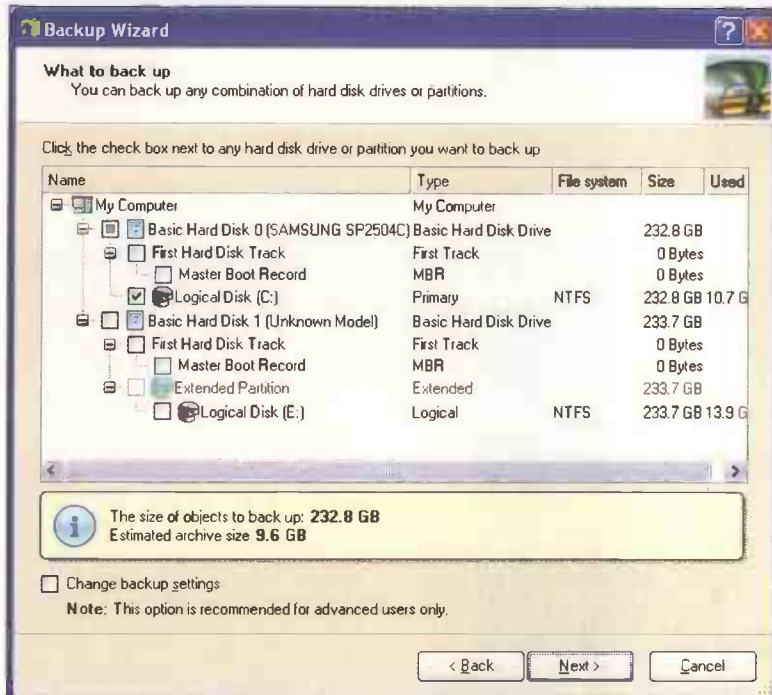 Backup Wizard
What to back up
You can back up any combination of hard disk drives or partitions.
Click the check box next to any hard disk drive or partition you want to back up
Name Type File system Size Used
My Computer My Computer
Basic Hard Disk 0 (SAMSUNG SP2504C) Basic Hard Disk Drive 232.8 GB
First Hard Disk Track First Track 0 Bytes
Master Boot Record MBR 0 Bytes
Logical Disk (C:) Primary NTFS 232.8 GB 10.7 G
Basic Hard Disk 1 (Unknown Model) Basic Hard Disk Drive 233.7 GB
First Hard Disk Track First Track 0 Bytes
Master Boot Record MBR 0 Bytes
Extended Partition Extended 233.7 GB
Logical Disk (E:) Logical NTFS 233.7 GB 13.9 G
The size of objects to back up: 232.8 GB
Estimated archive size 9.6 GB
Change backup settings
Note: This option is recommended for advanced users only.
< Back Next > Cancel